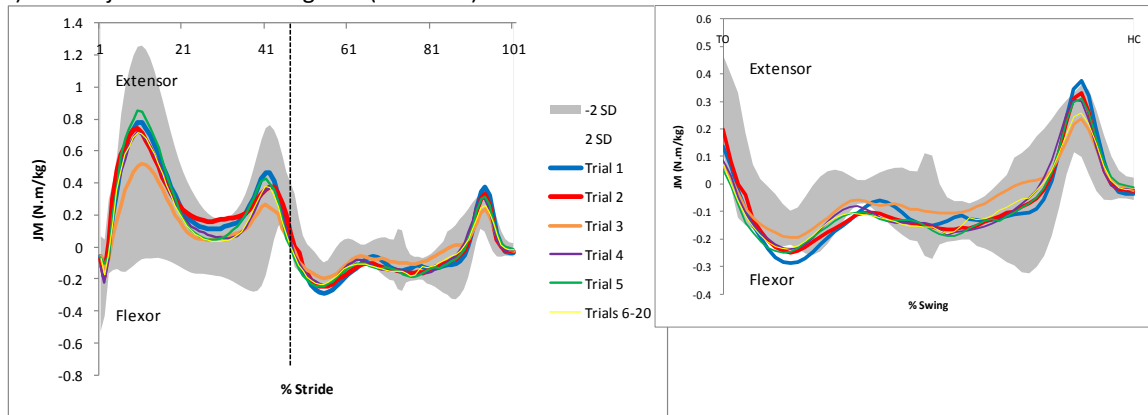 1.4
1.2
1
0.8
0.6
0.4
0.2
0
-0.2
-0.4
-0.6
-0.8
1 21 41 61 81 101
Extensor
Flexor
JM (N.m/kg)
% Stride
-2 SD
2 SD
Trial 1
Trial 2
Trial 3
Trial 4
Trial 5
Trials 6-20
0.6
0.5
0.4
0.3
0.2
0.1
0
-0.1
-0.2
-0.3
-0.4
TO HC
Extensor
Flexor
JM (N.m/kg)
% Swing